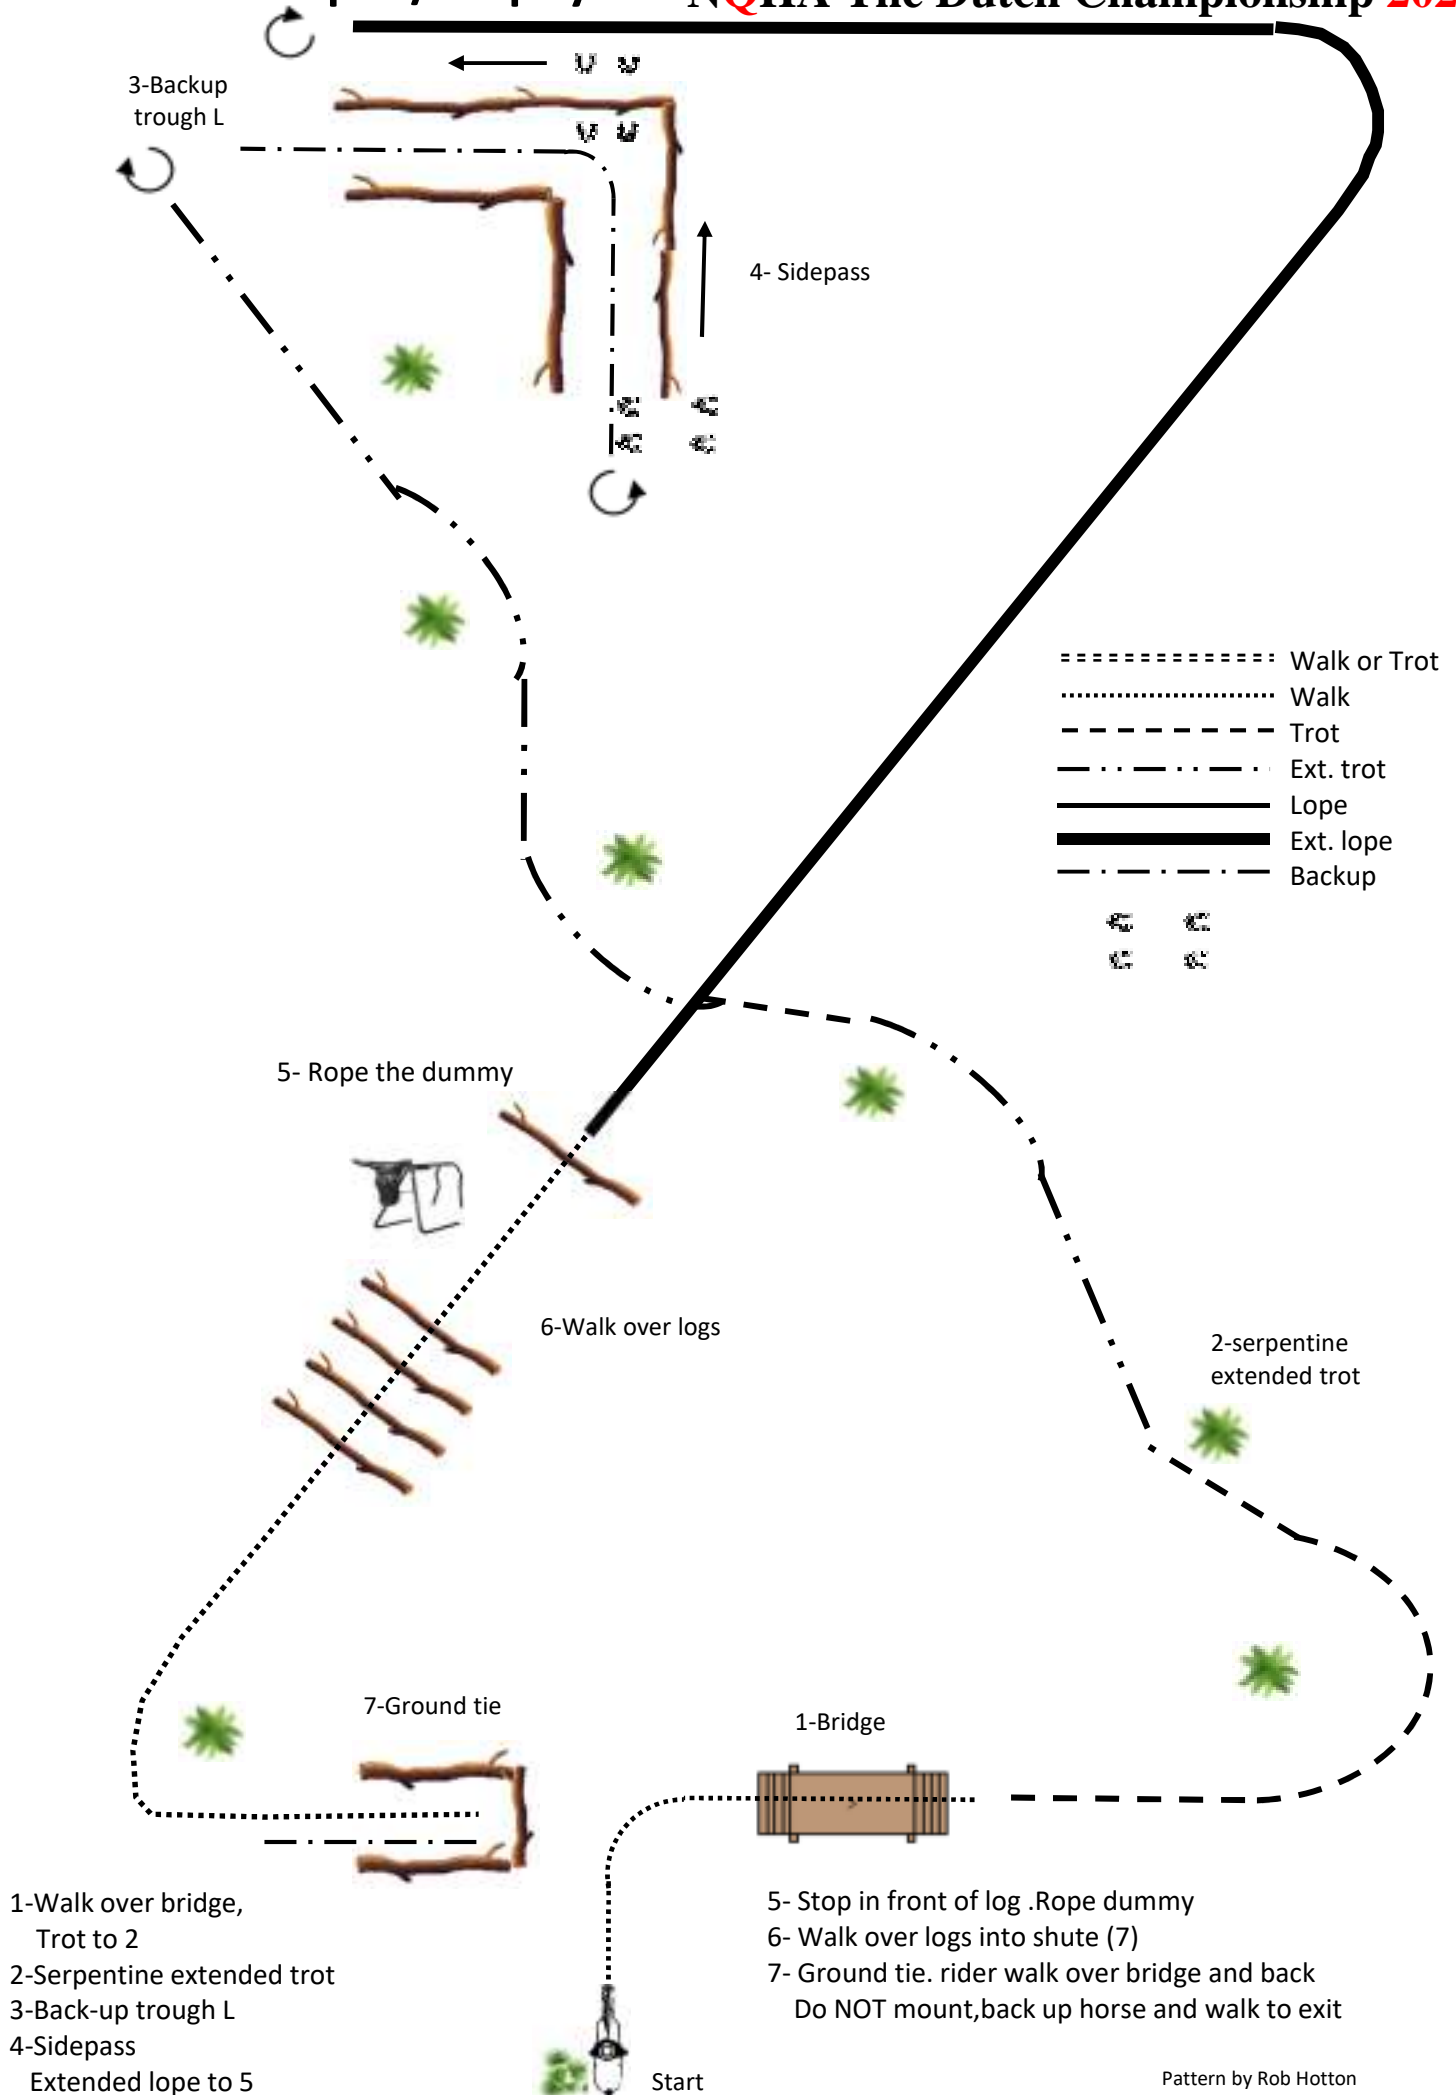 NQHA The Dutch Championship
3-Backup
trough L
4- Sidepass
Walk or Trot
Walk
Trot
Ext. trot
Lope
Ext. lope
Backup
5- Rope the dummy
6-Walk over logs
2-serpentine
extended trot
7-Ground tie
1-Bridge
1-Walk over bridge,
Trot to 2
2-Serpentine extended trot
3-Back-up trough L
4-Sidepass
Extended lope to 5
5- Stop in front of log .Rope dummy
6- Walk over logs into shute (7)
7- Ground tie. rider walk over bridge and back
Do NOT mount,back up horse and walk to exit
Start
Pattern by Rob Hotton